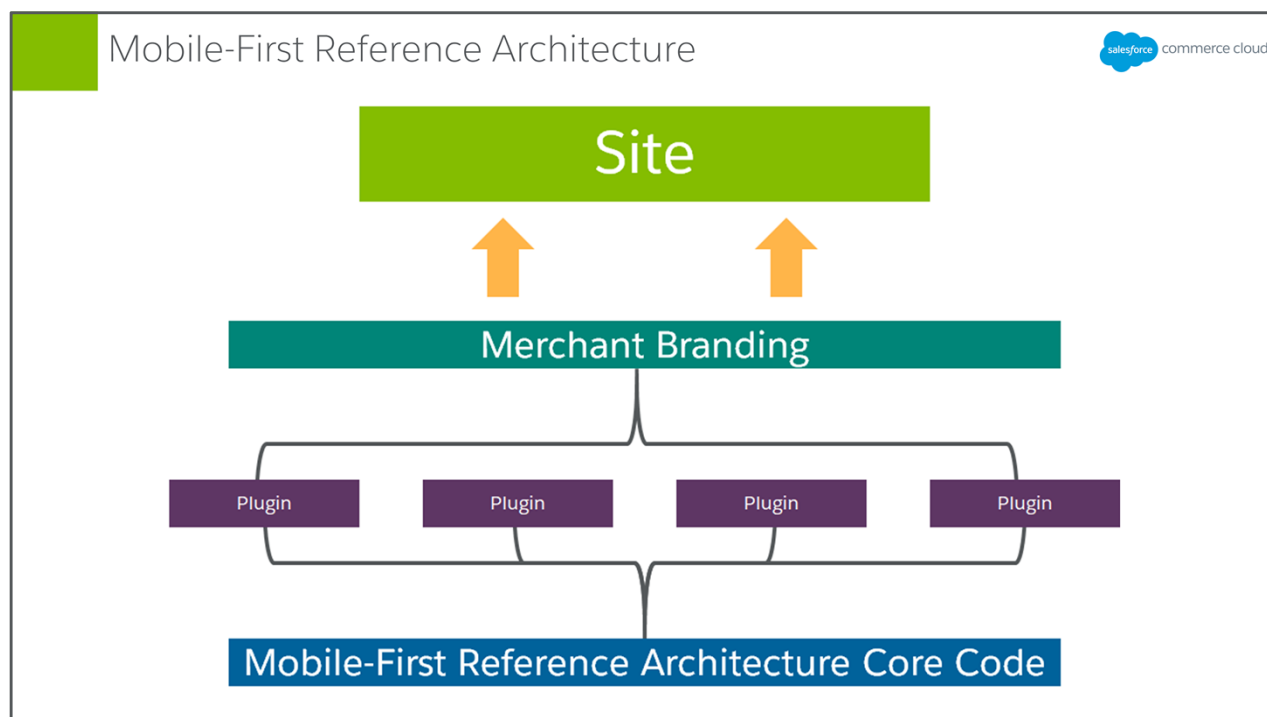 Mobile-First Reference Architecture
salesforce commerce cloud
Site
Merchant Branding
Plugin Plugin Plugin Plugin
Mobile-First Reference Architecture Core Code